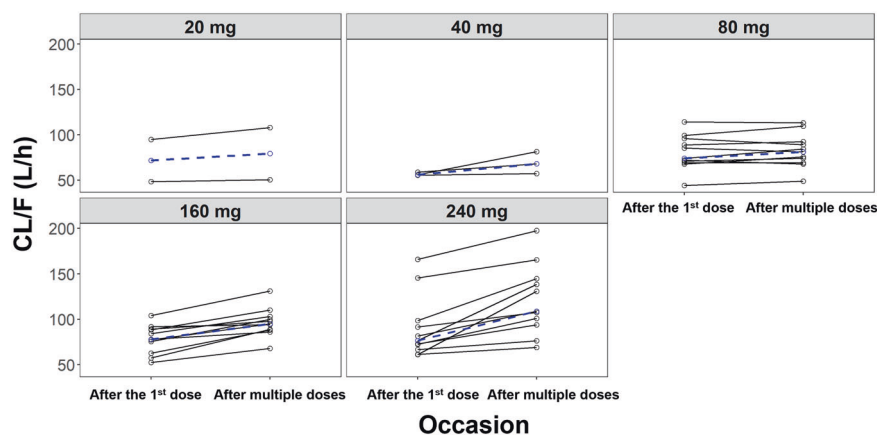 20 mg
40 mg
80 mg
200
150
100
50
After the 1st dose After multiple doses
160 mg
240 mg
200
150
100
50
After the 1st dose After multiple doses
After the 1st dose After multiple doses
CL/F (L/h)
Occasion